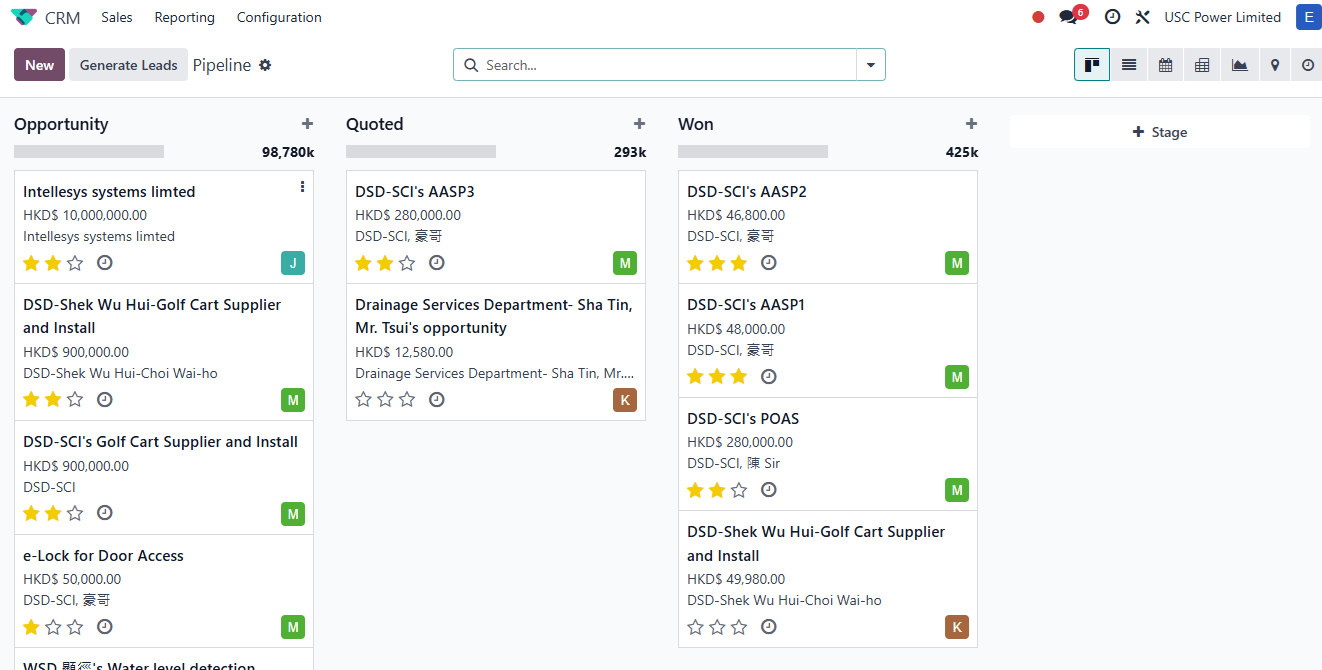 CRM Sales Reporting Configuration 6 USC Power Limited E
New Generate Leads Pipeline Search...
Opportunity
98,780k
Intellesys systems limted
HKD$ 10,000,000.00
Intellesys systems limted
J
DSD-Shek Wu Hui-Golf Cart Supplier
and Install
HKD$ 900,000.00
DSD-Shek Wu Hui-Choi Wai-ho
M
DSD-SCI's Golf Cart Supplier and Install
HKD$ 900,000.00
DSD-SCI
M
e-Lock for Door Access
HKD$ 50,000.00
DSD-SCI, 豪哥
M
WSD 顯徑's Water level detection
Quoted
293k
DSD-SCI's AASP3
HKD$ 280,000.00
DSD-SCI, 豪哥
M
Drainage Services Department- Sha Tin,
Mr. Tsui's opportunity
HKD$ 12,580.00
Drainage Services Department- Sha Tin, Mr....
K
Won
425k
DSD-SCI's AASP2
HKD$ 46,800.00
DSD-SCI, 豪哥
M
DSD-SCI's AASP1
HKD$ 48,000.00
DSD-SCI, 豪哥
M
DSD-SCI's POAS
HKD$ 280,000.00
DSD-SCI, 陳 Sir
M
DSD-Shek Wu Hui-Golf Cart Supplier
and Install
HKD$ 49,980.00
DSD-Shek Wu Hui-Choi Wai-ho
K
Stage